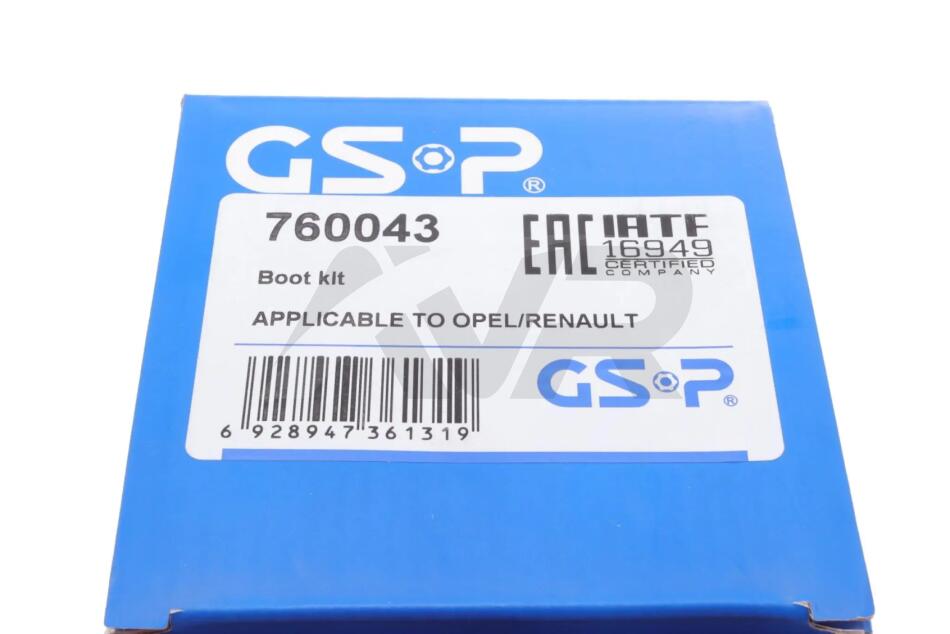 GSP®
760043
EAC
IATF
16949
CERTIFIED
COMPANY
Boot kit
APPLICABLE TO OPEL/RENAULT
GSP®
6 928947 361319